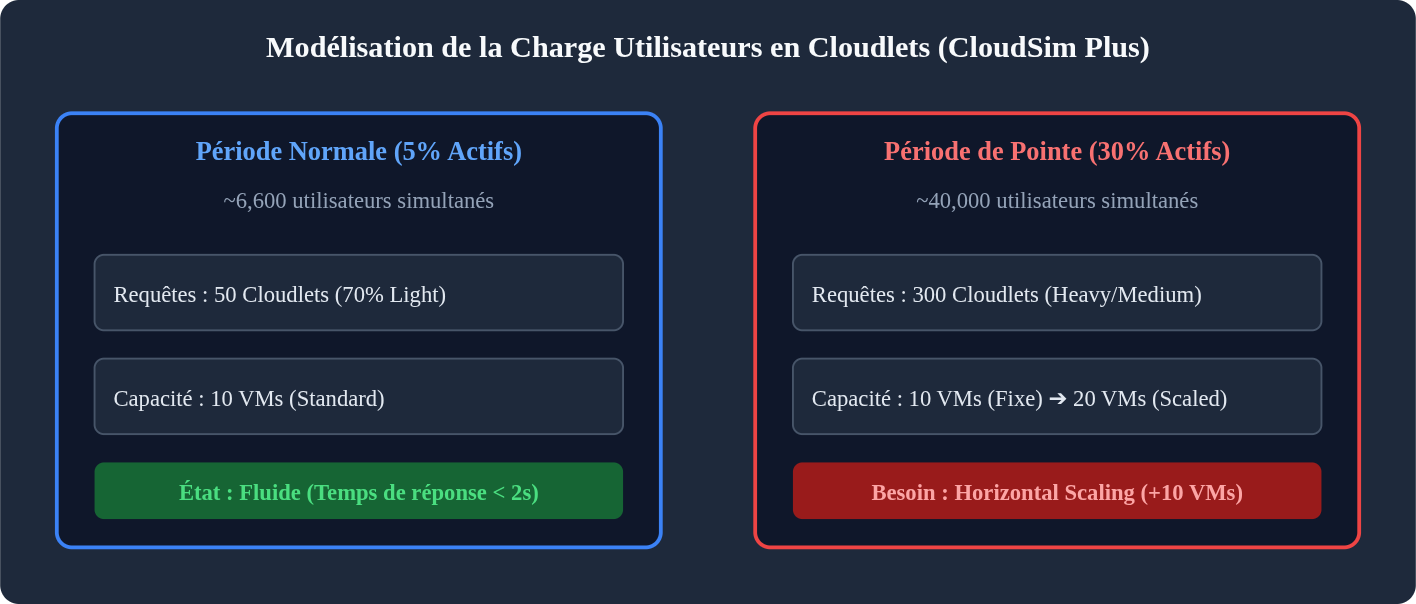 Modélisation de la Charge Utilisateurs en Cloudlets (CloudSim Plus)
Période Normale (5% Actifs)
~6,600 utilisateurs simultanés
Requêtes : 50 Cloudlets (70% Light)
Capacité : 10 VMs (Standard)
État : Fluide (Temps de réponse < 2s)
Période de Pointe (30% Actifs)
~40,000 utilisateurs simultanés
Requêtes : 300 Cloudlets (Heavy/Medium)
Capacité : 10 VMs (Fixe) ➔ 20 VMs (Scaled)
Besoin : Horizontal Scaling (+10 VMs)